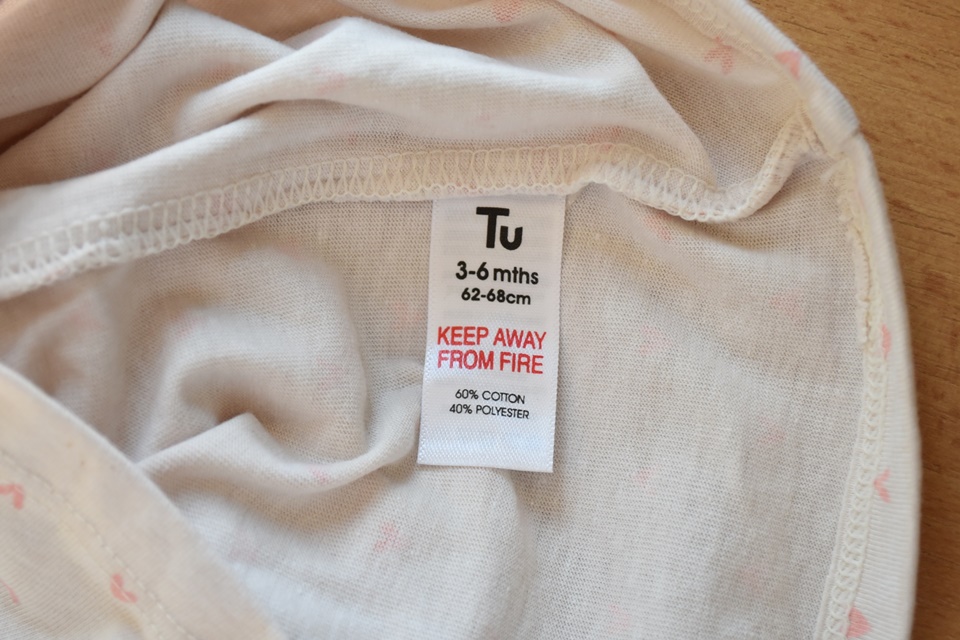 Tu
3-6 mths
62-68cm
KEEP AWAY
FROM FIRE
60% COTTON
40% POLYESTER